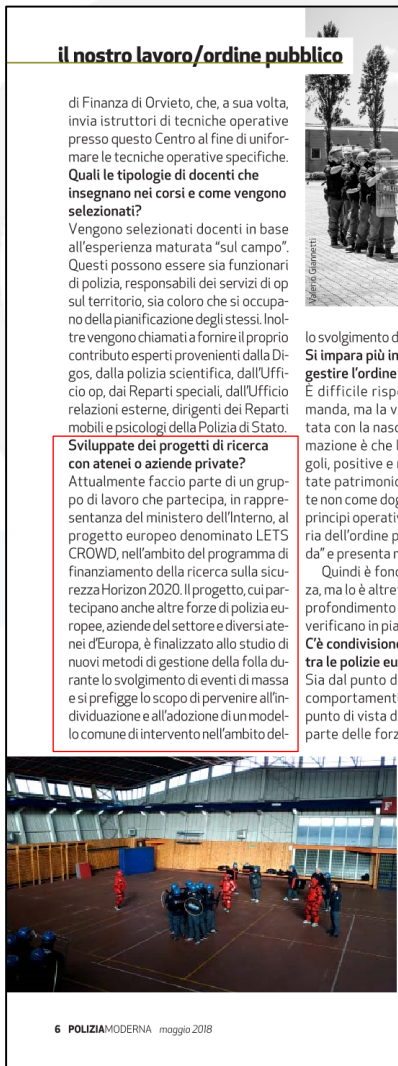 il nostro lavoro/ordine pubblico
di Finanza di Orvieto, che, a sua volta,
invia istruttori di tecniche operative
presso questo Centro al fine di unifor-
mare le tecniche operative specifiche.
Quali le tipologie di docenti che
insegnano nei corsi e come vengono
selezionati?
Vengono selezionati docenti in base
all'esperienza maturata "sul campo".
Questi possono essere sia funzionari
di polizia, responsabili dei servizi di op
sul territorio, sia coloro che si occupa-
no della pianificazione degli stessi. Inol-
tre vengono chiamati a fornire il proprio
contributo esperti provenienti dalla Di-
gos, dalla polizia scientifica, dall'Uffi-
cio op, dai Reparti speciali, dall'Ufficio
relazioni esterne, dirigenti dei Reparti
mobili e psicologi della Polizia di Stato.
Sviluppate dei progetti di ricerca
con atenei o aziende private?
Attualmente faccio parte di un grup-
po di lavoro che partecipa, in rappre-
sentanza del ministero dell'Interno, al
progetto europeo denominato LETS
CROWD, nell'ambito del programma di
finanziamento della ricerca sulla sicu-
rezza Horizon 2020. Il progetto, cui par-
tecipano anche altre forze di polizia eu-
ropee, aziende del settore e diversi ate-
nei d'Europa, è finalizzato allo studio di
nuovi metodi di gestione della folla du-
rante lo svolgimento di eventi di massa
e si prefigge lo scopo di pervenire all'in-
dividuazione e all'adozione di un model-
lo comune di intervento nell'ambito del-
Valerio Giannetti
lo svolgimento d
Si impara più in
gestire l'ordine
È difficile risp
manda, ma la v
tata con la nasc
mazione è che l
goli, positive e
tate patrimonio
te non come dog
principi operativ
ria dell'ordine p
da" e presenta
Quindi è fond
za, ma lo è altre
profondimento
verificano in pia
C'è condivisione
tra le polizie eu
Sia dal punto d
comportament
punto di vista d
parte delle forz
6 POLIZIAMODERNA maggio 2018